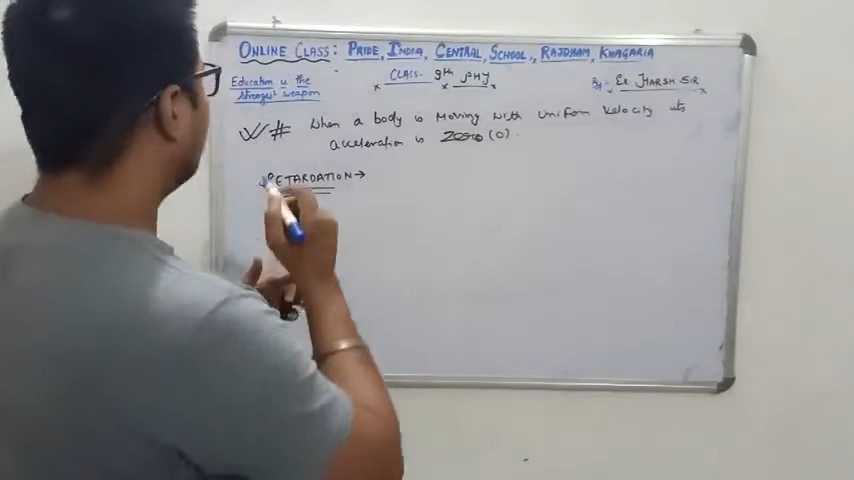 ONLINE CLASS: PRIDE, INDIA, CENTRAL, SCHOOL, RAJDHAM, KHAGARIA
Education is the strongest weapon
CLASS- 9th PHY
By Er HARSH SIR
# When a body is Moving with Uniform Velocity its
acceleration is Zero (0).
RETARDATION →